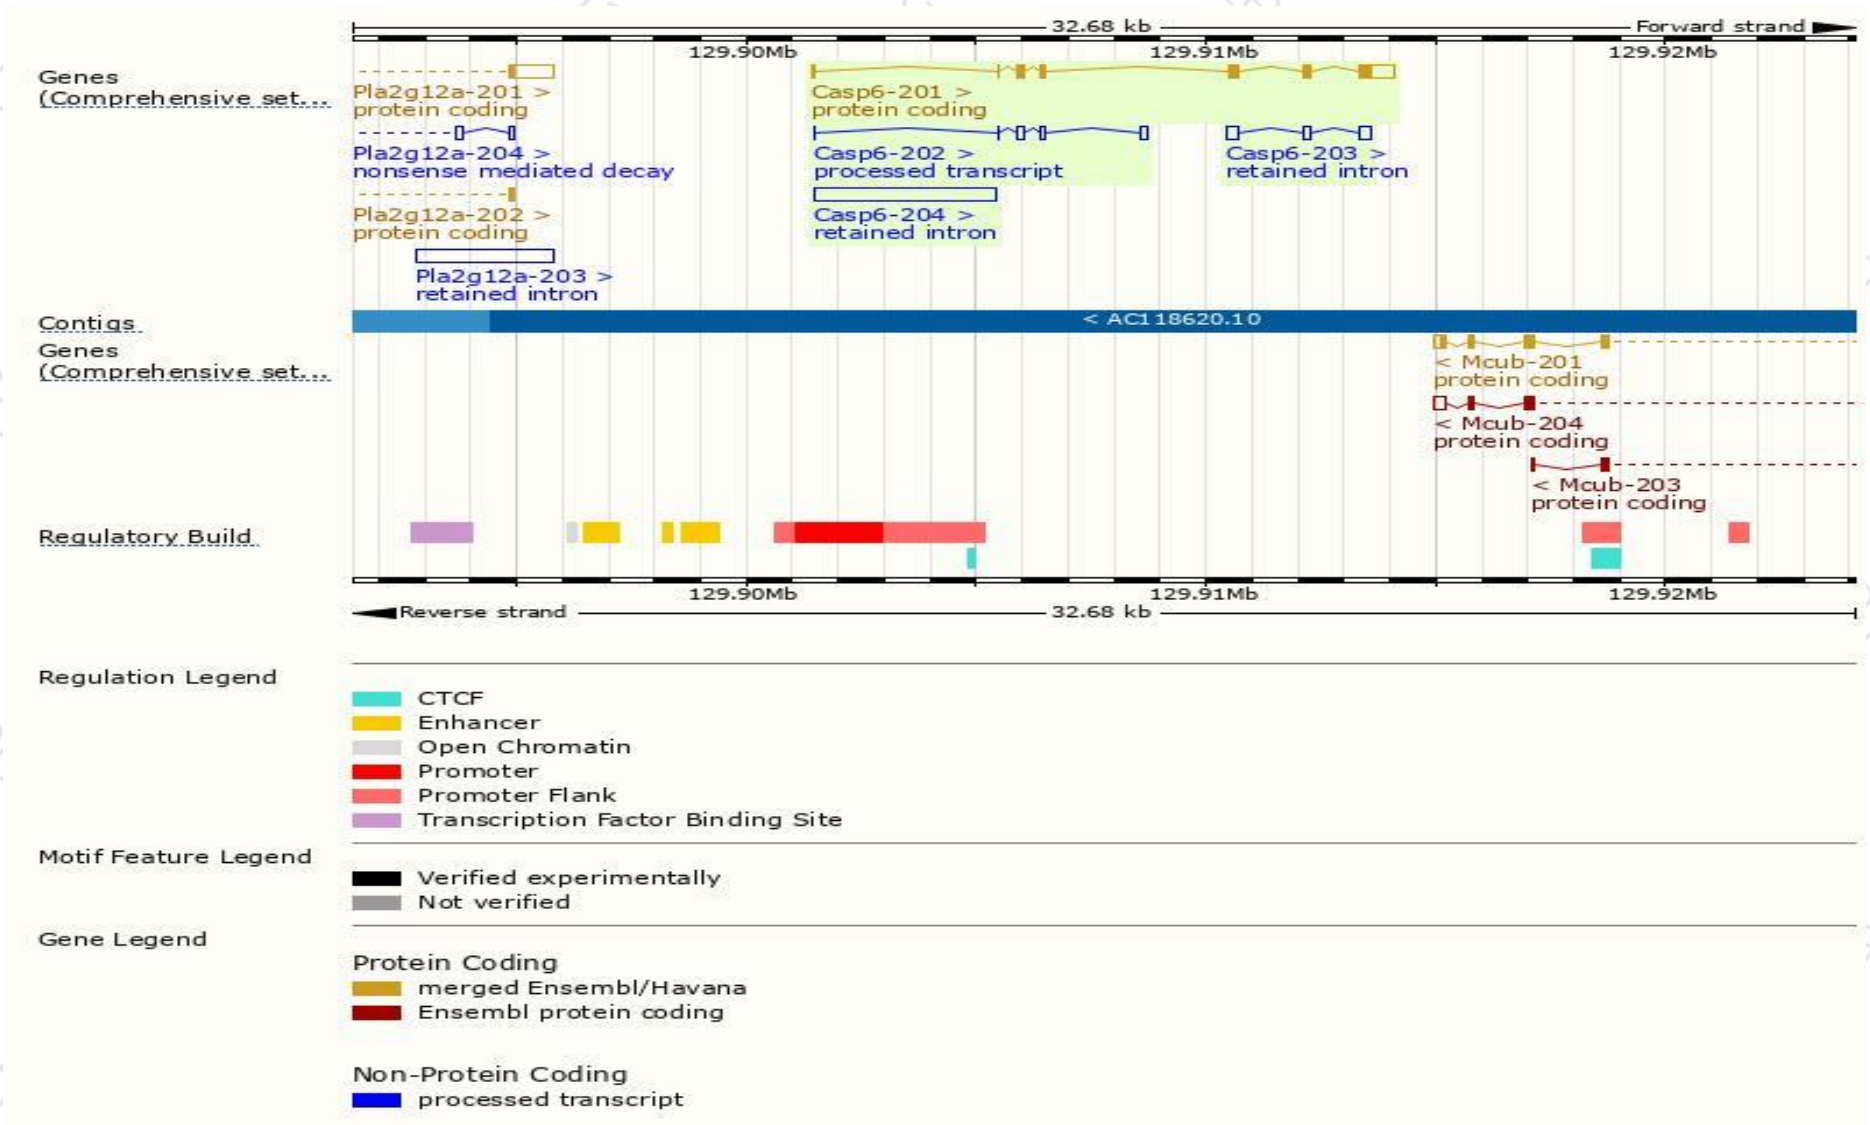 32.68 kb Forward strand
129.90Mb 129.91Mb 129.92Mb
Genes
(Comprehensive set...
Pla2g12a-201 > Casp6-201 >
protein coding protein coding
Pla2g12a-204 > Casp6-202 > Casp6-203 >
nonsense mediated decay processed transcript retained intron
Pla2g12a-202 > Casp6-204 >
protein coding retained intron
Pla2g12a-203 >
retained intron
Contigs < AC118620.10
Genes
(Comprehensive set...
< Mcub-201
protein coding
< Mcub-204
protein coding
< Mcub-203
protein coding
Regulatory Build
129.90Mb 129.91Mb 129.92Mb
Reverse strand 32.68 kb
Regulation Legend
CTCF
Enhancer
Open Chromatin
Promoter
Promoter Flank
Transcription Factor Binding Site
Motif Feature Legend
Verified experimentally
Not verified
Gene Legend
Protein Coding
merged Ensembl/Havana
Ensembl protein coding
Non-Protein Coding
processed transcript